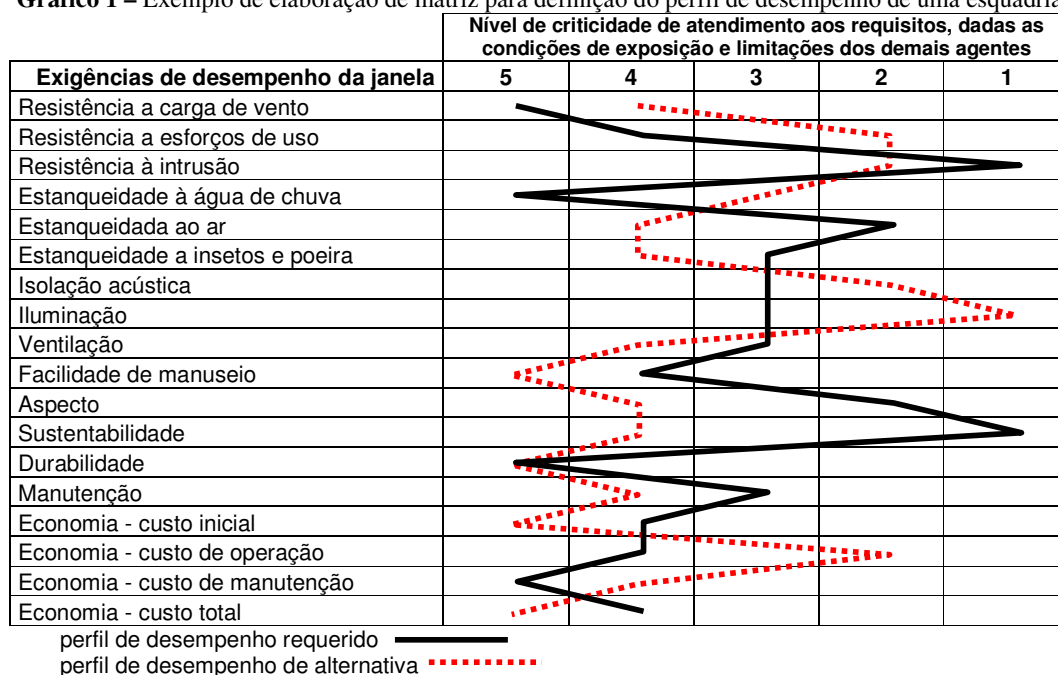 Gráfico 1 – Exemplo de elaboração de matriz para definição do perfil de desempenho de uma esquadria
Nível de criticidade de atendimento aos requisitos, dadas as
condições de exposição e limitações dos demais agentes
Exigências de desempenho da janela 5 4 3 2 1
Resistência a carga de vento
Resistência a esforços de uso
Resistência à intrusão
Estanqueidade à água de chuva
Estanqueidada ao ar
Estanqueidade a insetos e poeira
Isolação acústica
Iluminação
Ventilação
Facilidade de manuseio
Aspecto
Sustentabilidade
Durabilidade
Manutenção
Economia - custo inicial
Economia - custo de operação
Economia - custo de manutenção
Economia - custo total
perfil de desempenho requerido
perfil de desempenho de alternativa